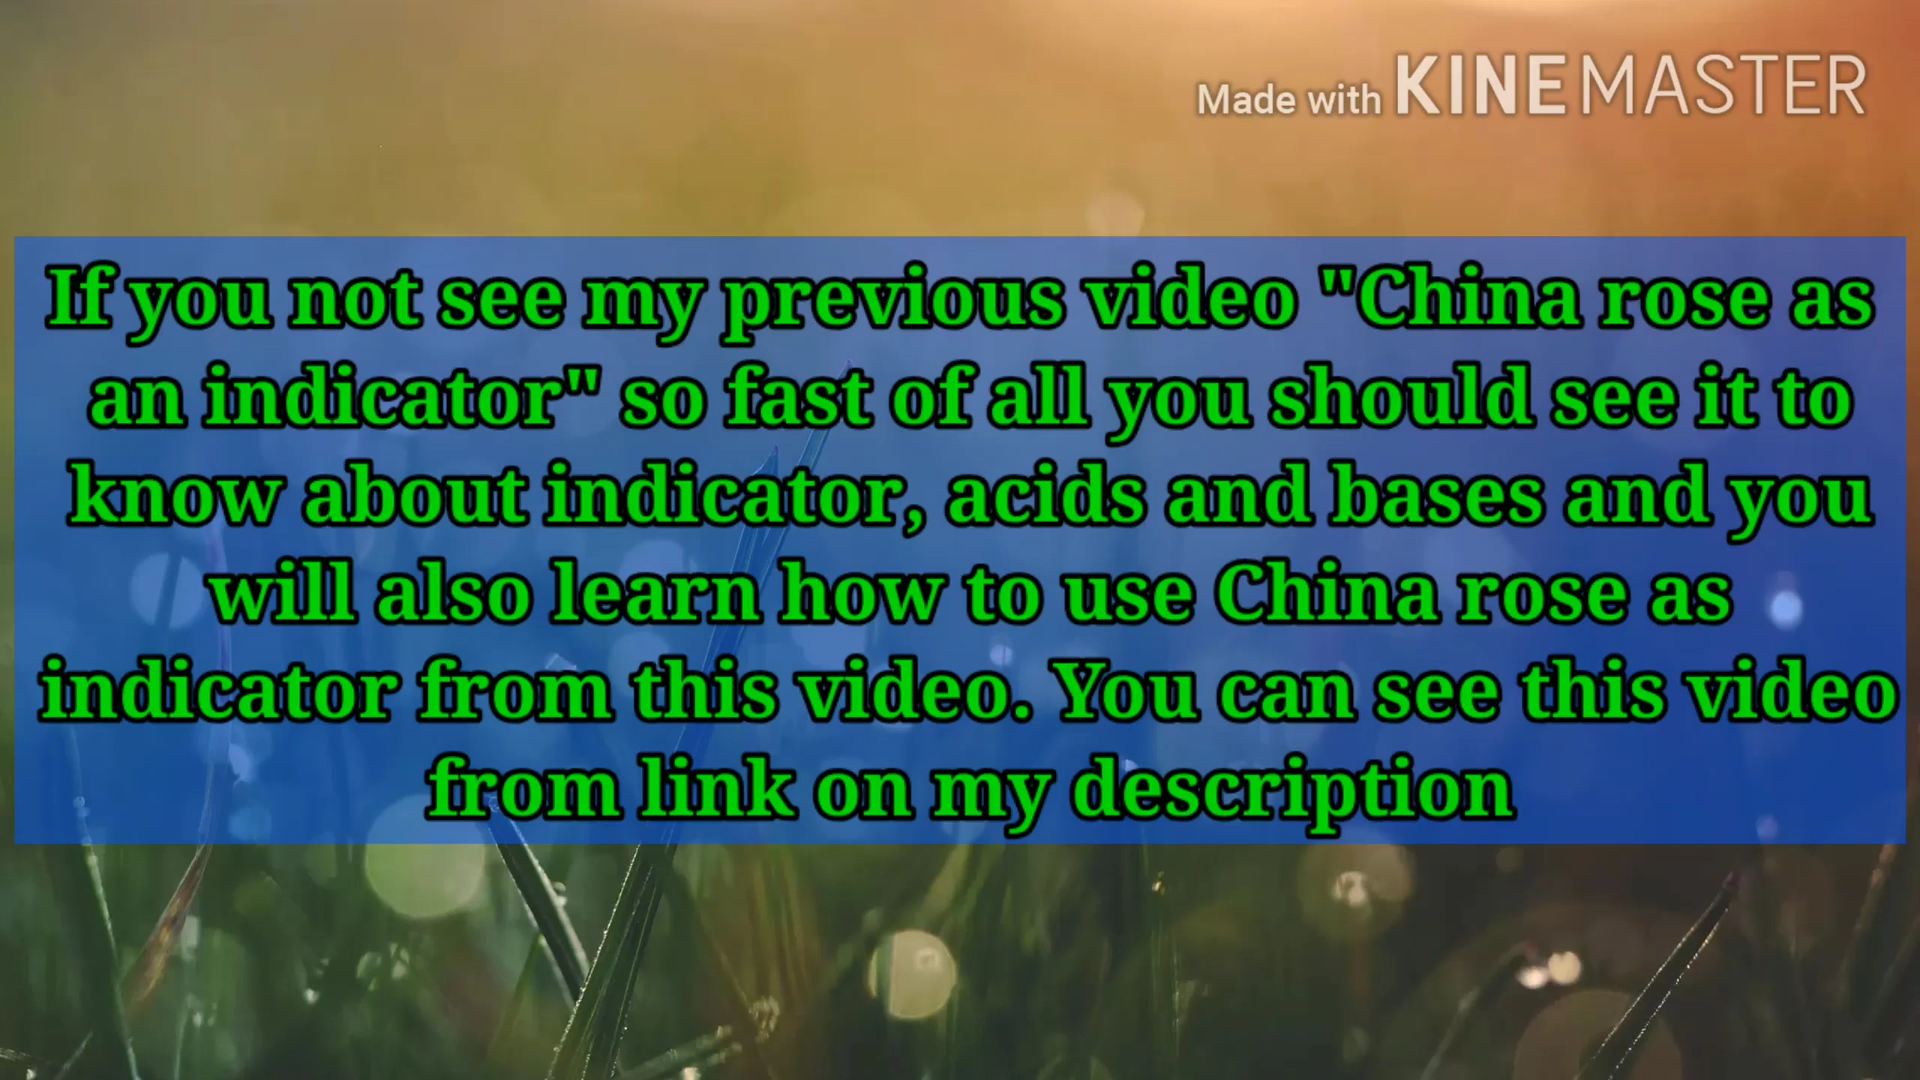 Made with KINEMASTER
If you not see my previous video "China rose as
an indicator" so fast of all you should see it to
know about indicator, acids and bases and you
will also learn how to use China rose as
indicator from this video. You can see this video
from link on my description